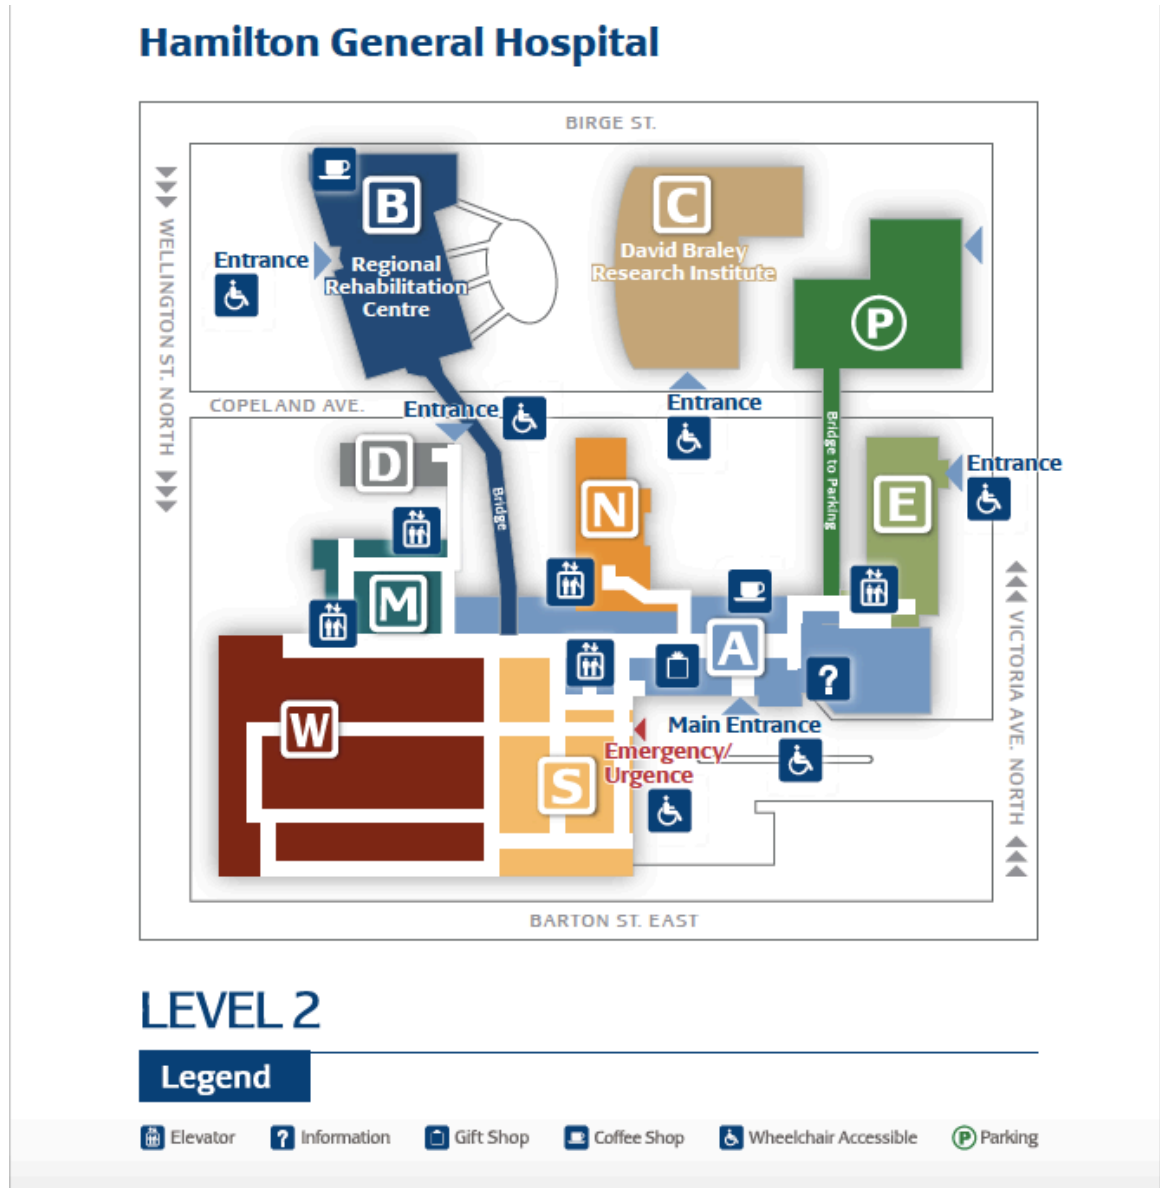 Hamilton General Hospital
BIRGE ST.
WELLINGTON ST. NORTH
B
Regional
Rehabilitation
Centre
Entrance
C
David Braley
Research Institute
P
COPELAND AVE.
Entrance
Entrance
Bridge
Bridge to Parking
D
N
E
Entrance
M
A
?
W
S
Main Entrance
Emergency/
Urgence
VICTORIA AVE. NORTH
BARTON ST. EAST
LEVEL 2
Legend
Elevator
? Information
Gift Shop
Coffee Shop
Wheelchair Accessible
P Parking